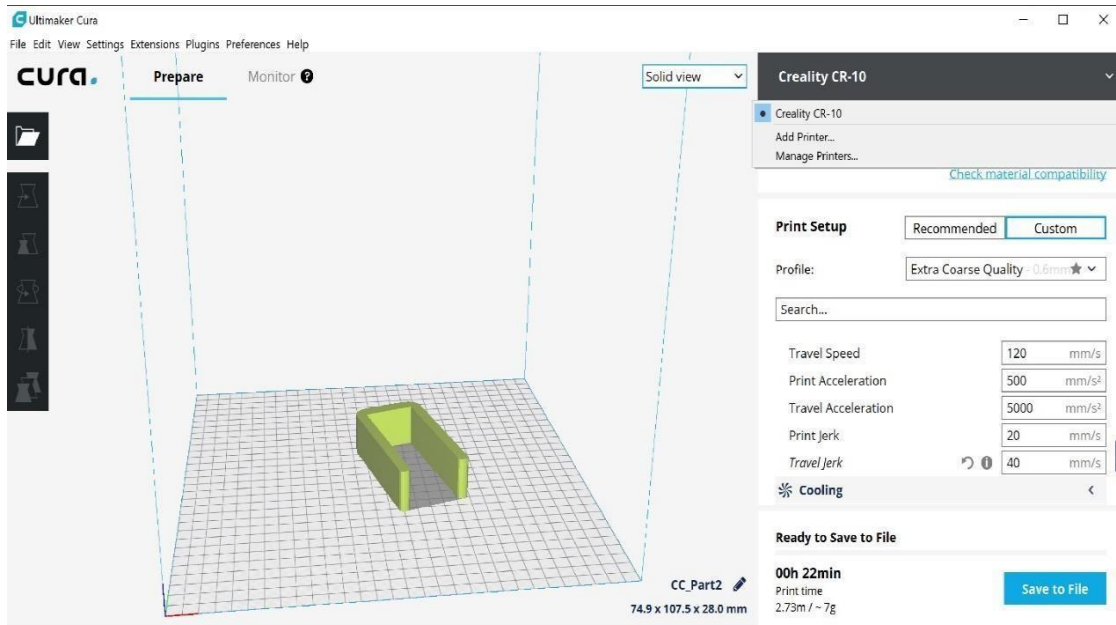 Ultimaker Cura
File Edit View Settings Extensions Plugins Preferences Help
cura.
Prepare
Monitor ?
Solid view
Creality CR-10
Creality CR-10
Add Printer...
Manage Printers...
Check material compatibility
Print Setup
Recommended
Custom
Profile:
Extra Coarse Quality - 0.6mm
Search...
Travel Speed 120 mm/s
Print Acceleration 500 mm/s²
Travel Acceleration 5000 mm/s²
Print Jerk 20 mm/s
Travel Jerk 40 mm/s
Cooling
Ready to Save to File
00h 22min
Print time
2.73m / ~ 7g
Save to File
CC_Part2
74.9 x 107.5 x 28.0 mm